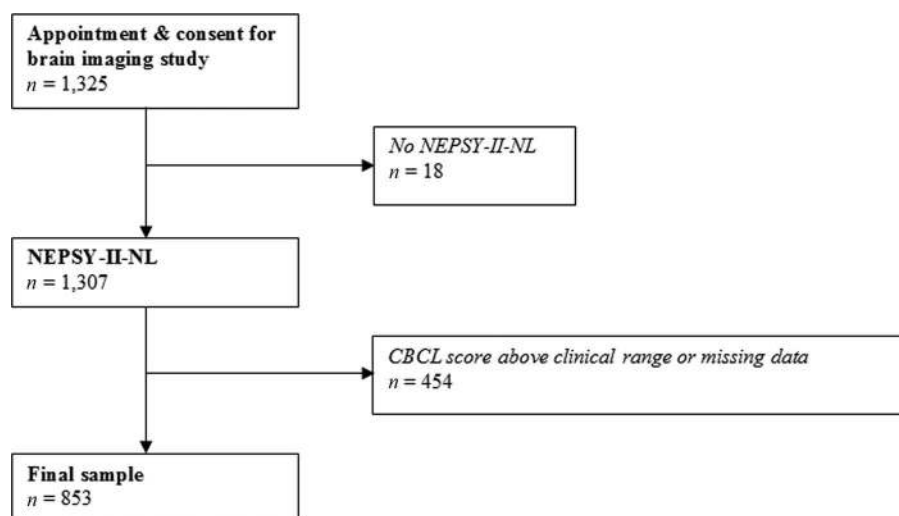 Appointment & consent for
brain imaging study
n = 1,325
No NEPSY-II-NL
n = 18
NEPSY-II-NL
n = 1,307
CBCL score above clinical range or missing data
n = 454
Final sample
n = 853